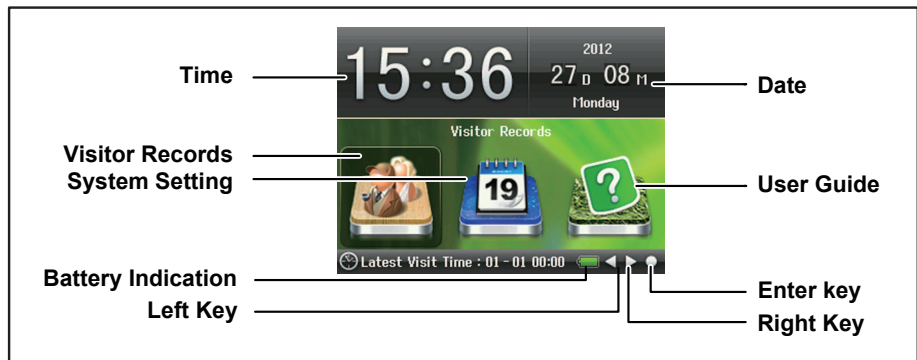 Time
15:36
2012
27 D 08 M
Monday
Date
Visitor Records
Visitor Records
System Setting
19
?
User Guide
Latest Visit Time : 01 - 01 00:00
Battery Indication
Left Key
Enter key
Right Key